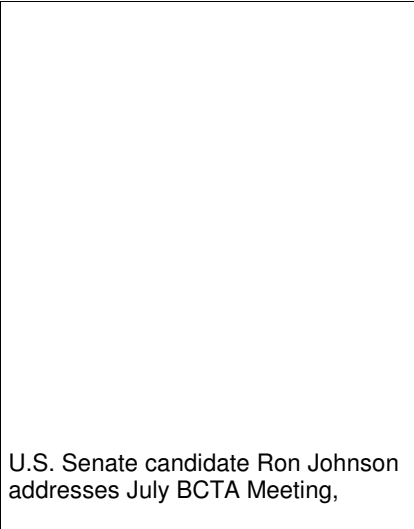 U.S. Senate candidate Ron Johnson
addresses July BCTA Meeting,